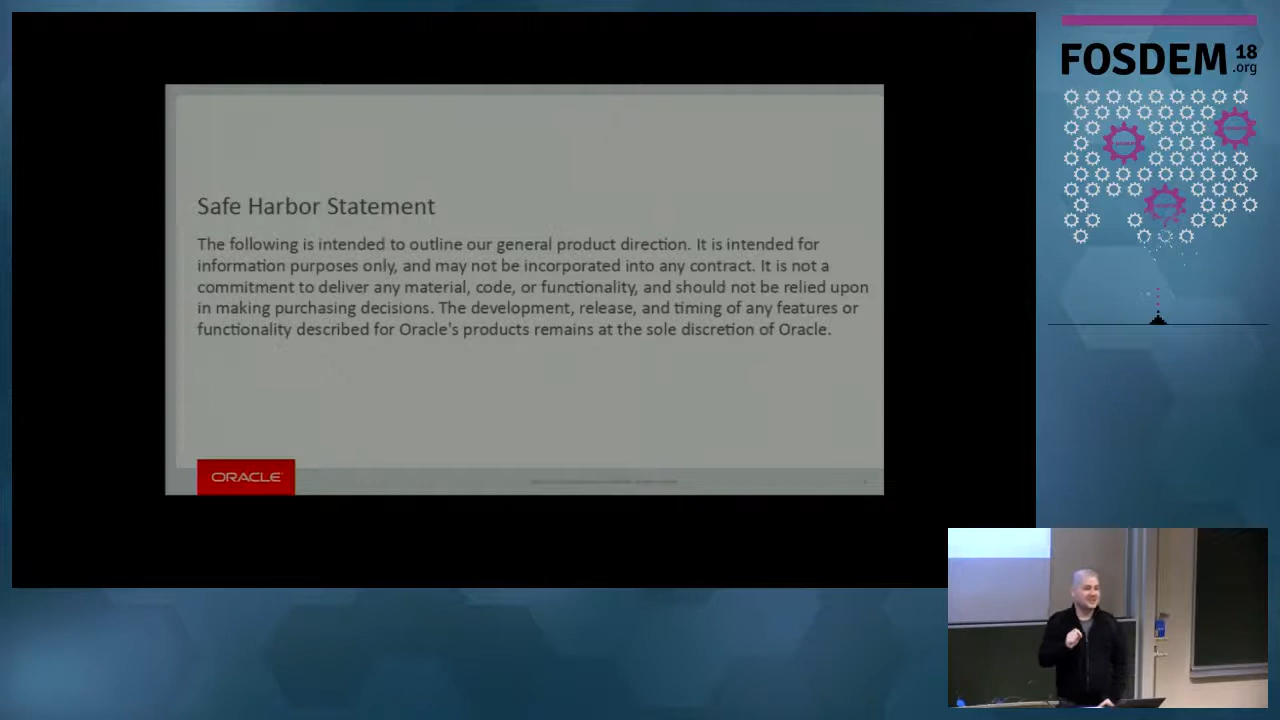 FOSDEM 18
.org
Safe Harbor Statement
The following is intended to outline our general product direction. It is intended for
information purposes only, and may not be incorporated into any contract. It is not a
commitment to deliver any material, code, or functionality, and should not be relied upon
in making purchasing decisions. The development, release, and timing of any features or
functionality described for Oracle's products remains at the sole discretion of Oracle.
ORACLE